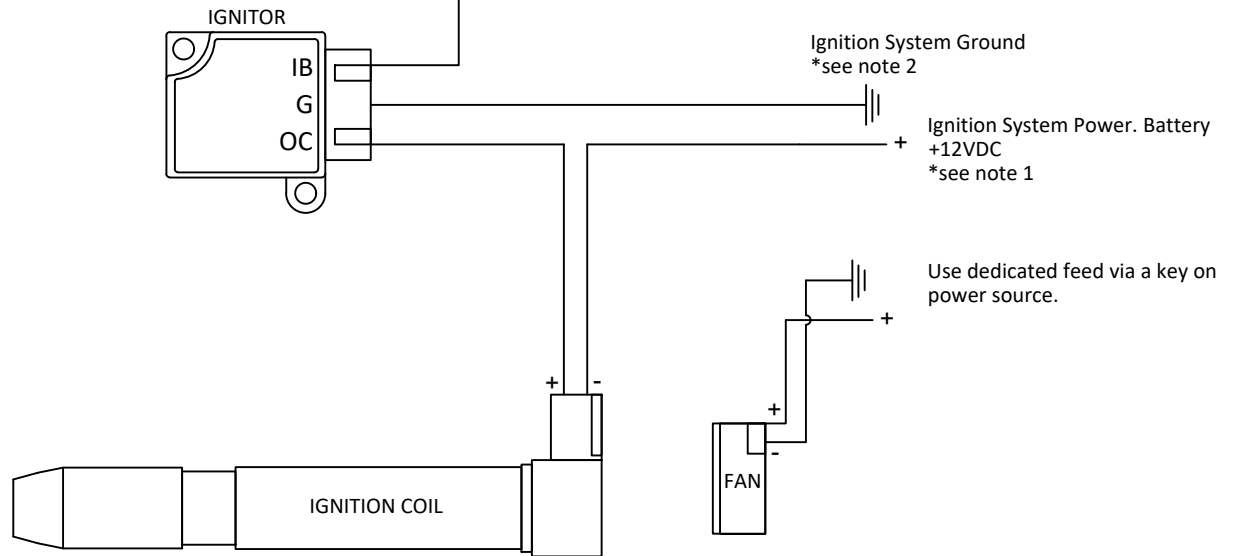 IGNITOR
IB
G
OC
Ignition System Ground
*see note 2
+
Ignition System Power. Battery
+12VDC
*see note 1
Use dedicated feed via a key on
power source.
+
+ -
+
-
FAN
IGNITION COIL